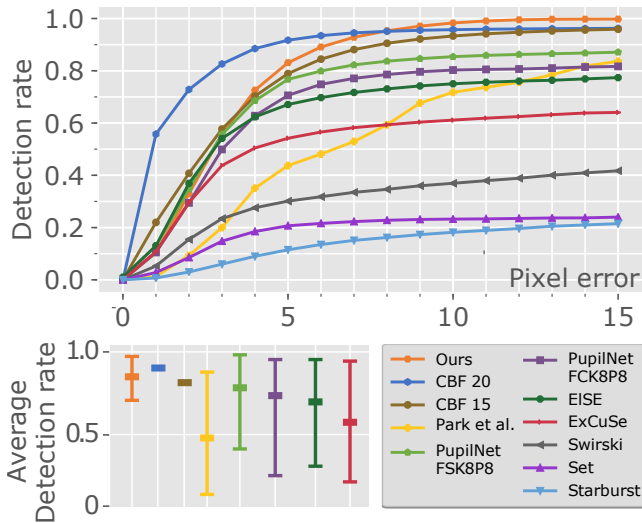 Detection rate
1.0
0.8
0.6
0.4
0.2
0.0
Pixel error
0
5
10
15
Average
Detection rate
1.0
0.5
0
Ours
CBF 20
CBF 15
Park et al.
PupilNet
FSK8P8
PupilNet
FCK8P8
ElSE
ExCuSe
Swirski
Set
Starburst